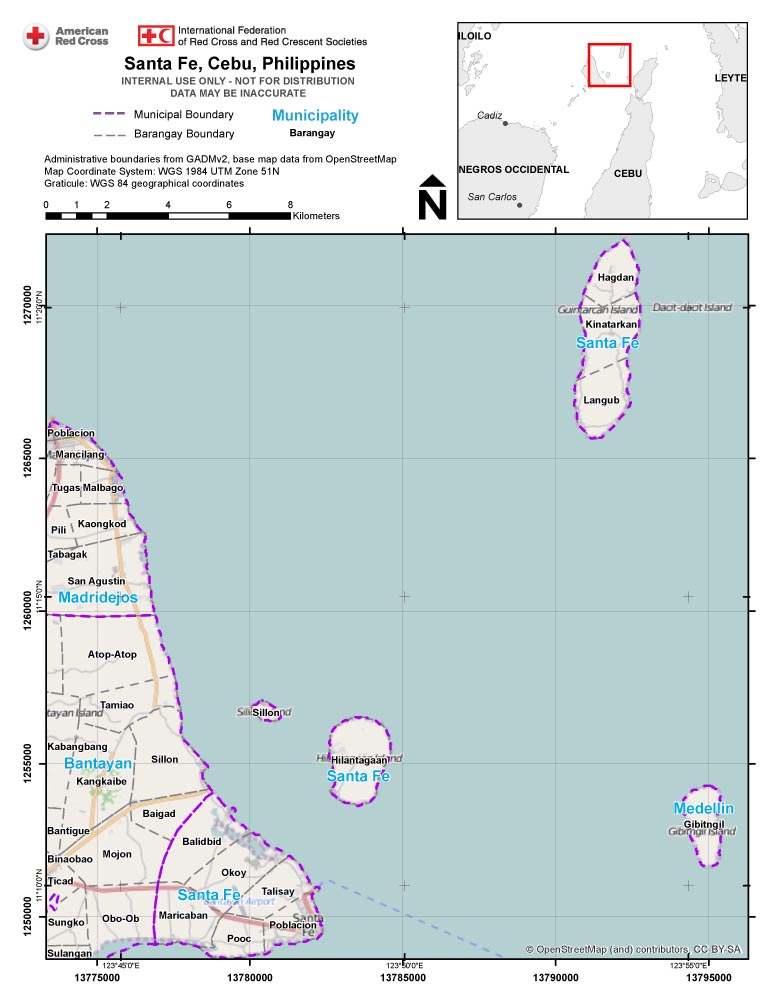 American
Red Cross
International Federation
of Red Cross and Red Crescent Societies
Santa Fe, Cebu, Philippines
INTERNAL USE ONLY - NOT FOR DISTRIBUTION
DATA MAY BE INACCURATE
Municipal Boundary
Municipality
Barangay Boundary
Barangay
Administrative boundaries from GADMv2, base map data from OpenStreetMap
Map Coordinate System: WGS 1984 UTM Zone 51N
Graticule: WGS 84 geographical coordinates
0 1 2 4 6 8
Kilometers
N
ILOILO
LEYTE
Cadiz
NEGROS OCCIDENTAL
CEBU
San Carlos
Hagdan
1270000
11°20'0"N
Guintarcan Island
Dacit-dacit Island
Kinatarkan
Santa Fe
Langub
Poblacion
Mancilang
1265000
Tugas Malbago
Kaongkod
Pili
Tabagak
San Agustin
Madridejos
11°15'0"N
1260000
Atop-Atop
Tamiao
tayan Island
Sillon
Kabangbang
Sillon
Hilantagaan
Bantayan
1255000
Santa Fe
Kangkaibe
Medellin
Baigad
Gibitngil
Gibitngil Island
Bantigue
Balidbid
Mojon
Binaobao
Okoy
Ticad
11°10'0"N
Talisay
Santa Fe
Bantayan Airport
1250000
Sungko
Obo-Ob
Maricaban
Santa
Fe
Poblacion
Pooc
Sulangan
© OpenStreetMap (and) contributors, CC-BY-SA
123°45'0"E
123°50'0"E
123°55'0"E
13775000
13780000
13785000
13790000
13795000